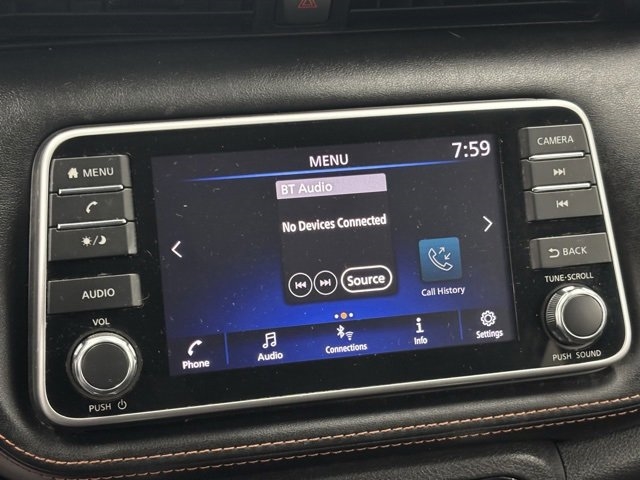 MENU
AUDIO
VOL
PUSH
MENU
7:59
BT Audio
No Devices Connected
Source
Call History
Phone
Audio
Connections
Info
Settings
CAMERA
BACK
TUNE·SCROLL
PUSH SOUND